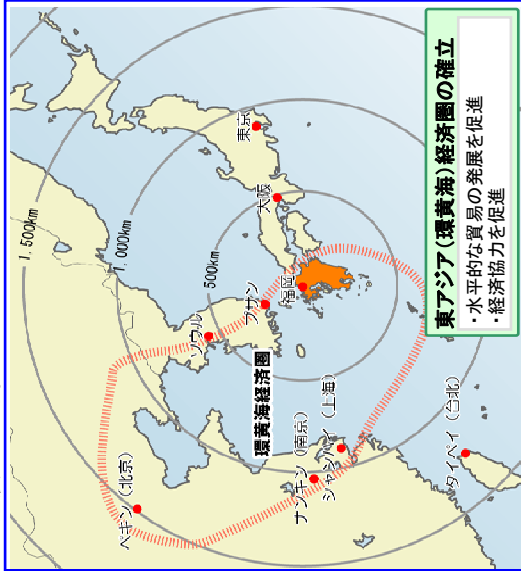 1,500km
1,000km
500km
東京
大阪
福岡
プサン
ソウル
環黄海経済圏
ペキン（北京）
ナンキン（南京）
シャンハイ（上海）
タイペイ（台北）
東アジア（環黄海）経済圏の確立
・水平的な貿易の発展を促進
・経済協力を促進